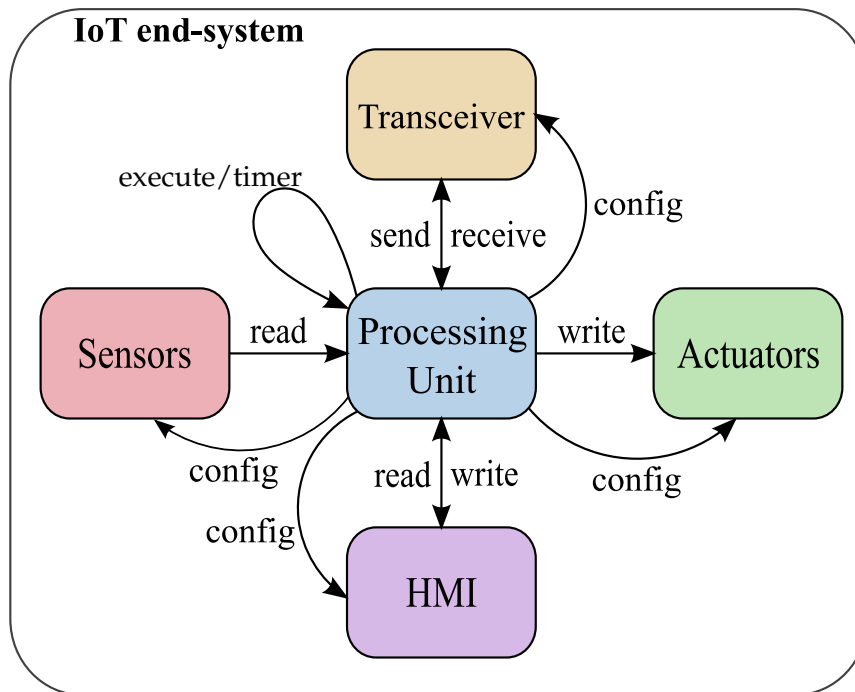 IoT end-system
Transceiver
execute/timer
config
send receive
Sensors
read
Processing
Unit
write
Actuators
config
read write
config
config
HMI